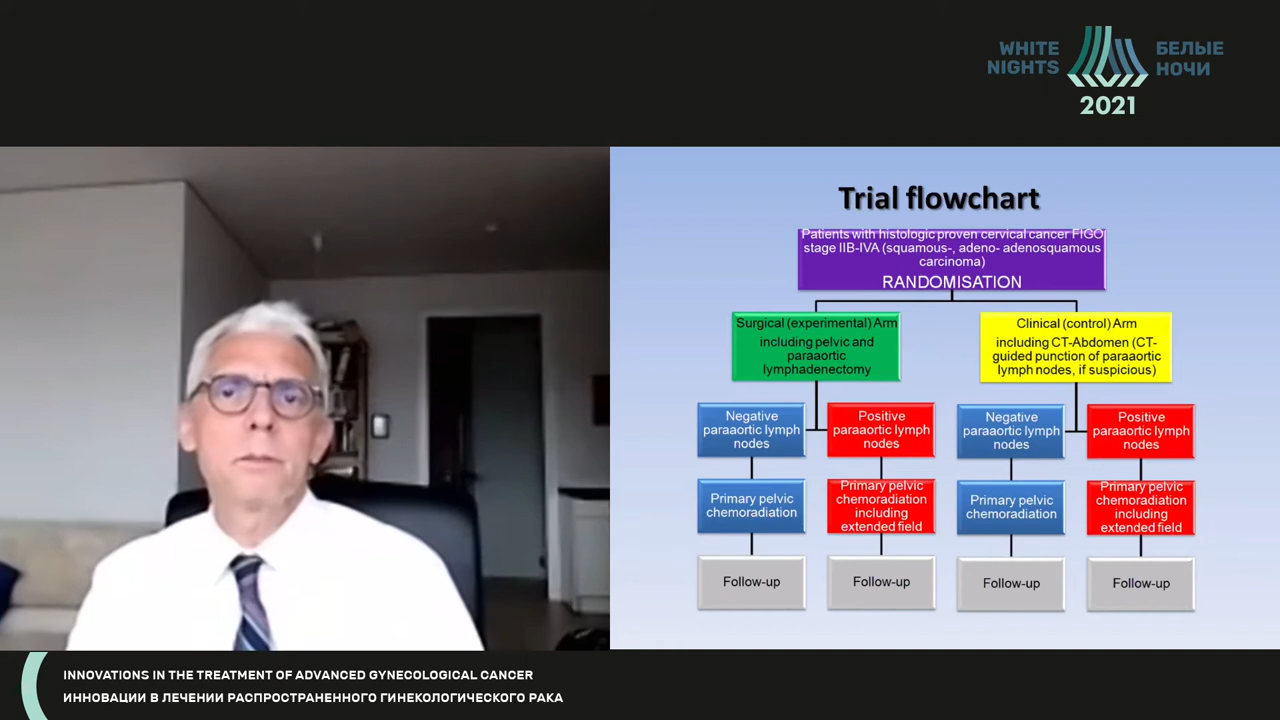 WHITE
NIGHTS
БЕЛЫЕ
НОЧИ
2021
Trial flowchart
Patients with histologic proven cervical cancer FIGO
stage IIB-IVA (squamous-, adeno- adenosquamous
carcinoma)
RANDOMISATION
Surgical (experimental) Arm
including pelvic and
paraaortic
lymphadenectomy
Clinical (control) Arm
including CT-Abdomen (CT-
guided punction of paraaortic
lymph nodes, if suspicious)
Negative
paraaortic lymph
nodes
Positive
paraaortic lymph
nodes
Negative
paraaortic lymph
nodes
Positive
paraaortic lymph
nodes
Primary pelvic
chemoradiation
Primary pelvic
chemoradiation
including
extended field
Primary pelvic
chemoradiation
Primary pelvic
chemoradiation
including
extended field
Follow-up
Follow-up
Follow-up
Follow-up
INNOVATIONS IN THE TREATMENT OF ADVANCED GYNECOLOGICAL CANCER
ИННОВАЦИИ В ЛЕЧЕНИИ РАСПРОСТРАНЕННОГО ГИНЕКОЛОГИЧЕСКОГО РАКА